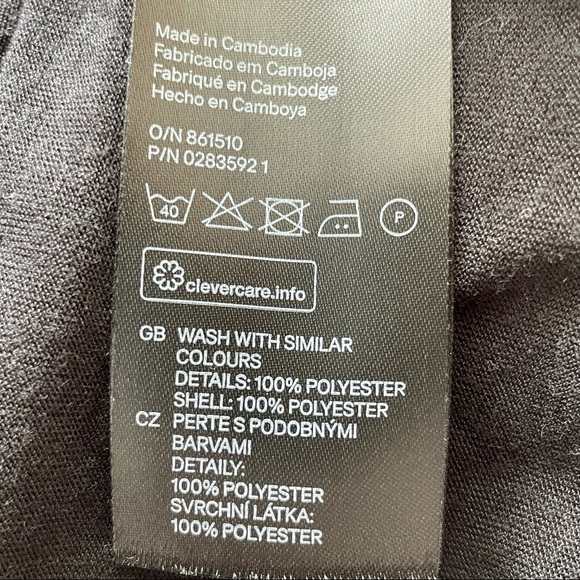 Made in Cambodia
Fabricado em Camboja
Fabriqué en Cambodge
Hecho en Camboya
O/N 861510
P/N 0283592 1
40 P
clevercare.info
GB WASH WITH SIMILAR
COLOURS
DETAILS: 100% POLYESTER
SHELL: 100% POLYESTER
CZ PERTE S PODOBNÝMI
BARVAMI
DETAILY:
100% POLYESTER
SVRCHNÍ LÁTKA:
100% POLYESTER